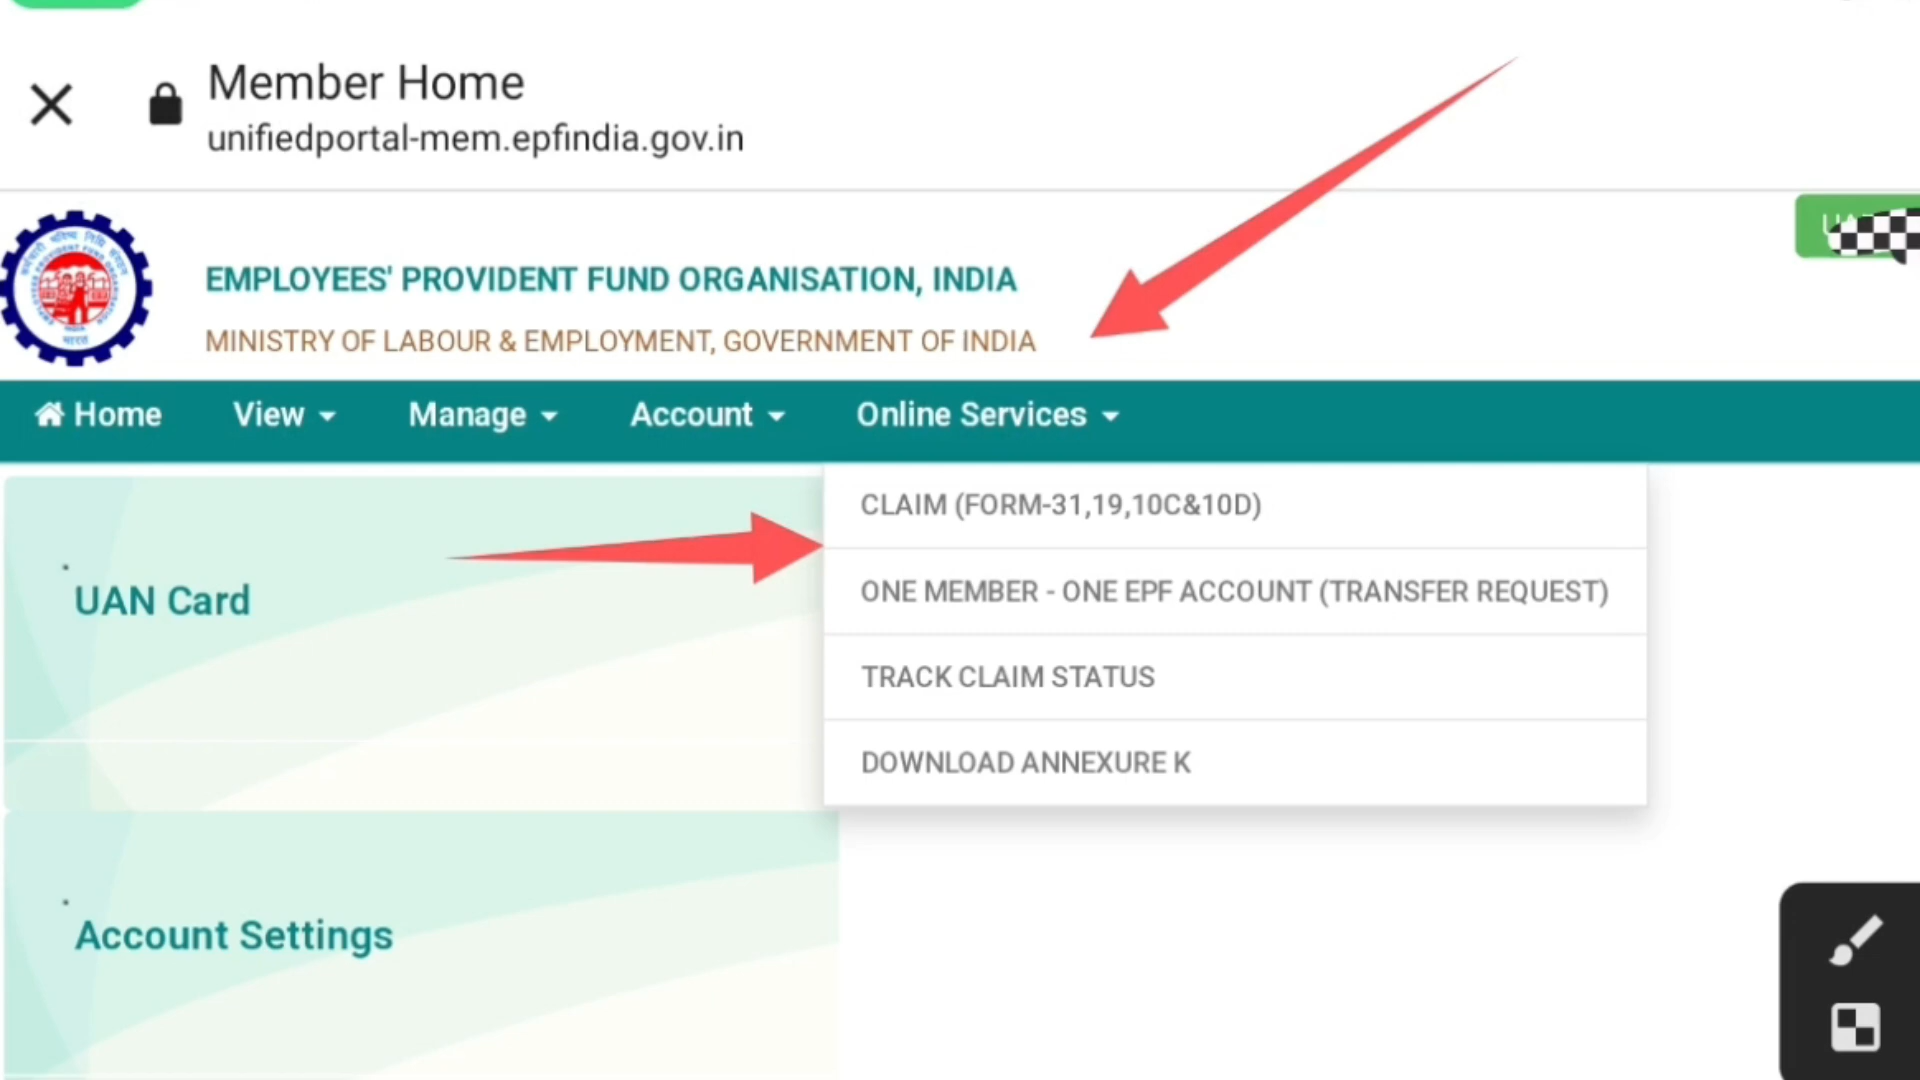 Member Home
unifiedportal-mem.epfindia.gov.in
EMPLOYEES' PROVIDENT FUND ORGANISATION, INDIA
MINISTRY OF LABOUR & EMPLOYMENT, GOVERNMENT OF INDIA
Home View Manage Account Online Services
CLAIM (FORM-31,19,10C&10D)
ONE MEMBER - ONE EPF ACCOUNT (TRANSFER REQUEST)
TRACK CLAIM STATUS
DOWNLOAD ANNEXURE K
UAN Card
Account Settings